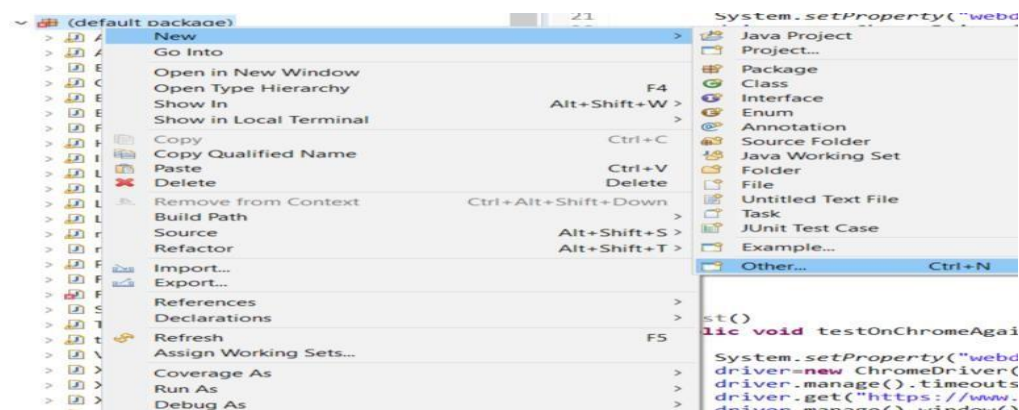 (default package)
New >
Go Into
Open in New Window
Open Type Hierarchy F4
Show In Alt+Shift+W >
Show in Local Terminal >
Copy Ctrl+C
Copy Qualified Name
Paste Ctrl+V
Delete Delete
Remove from Context Ctrl+Alt+Shift+Down
Build Path >
Source Alt+Shift+S >
Refactor Alt+Shift+T >
Import...
Export...
References >
Declarations >
Refresh F5
Assign Working Sets...
Coverage As >
Run As >
Debug As >
Java Project
Project...
Package
Class
Interface
Enum
Annotation
Source Folder
Java Working Set
Folder
File
Untitled Text File
Task
JUnit Test Case
Example...
Other... Ctrl+N
21 System.setProperty("webd
st()
lic void testOnChromeAgai
System.setProperty("webd
driver=new ChromeDriver(
driver.manage().timeouts
driver.get("https://www.
driver.manage().window()